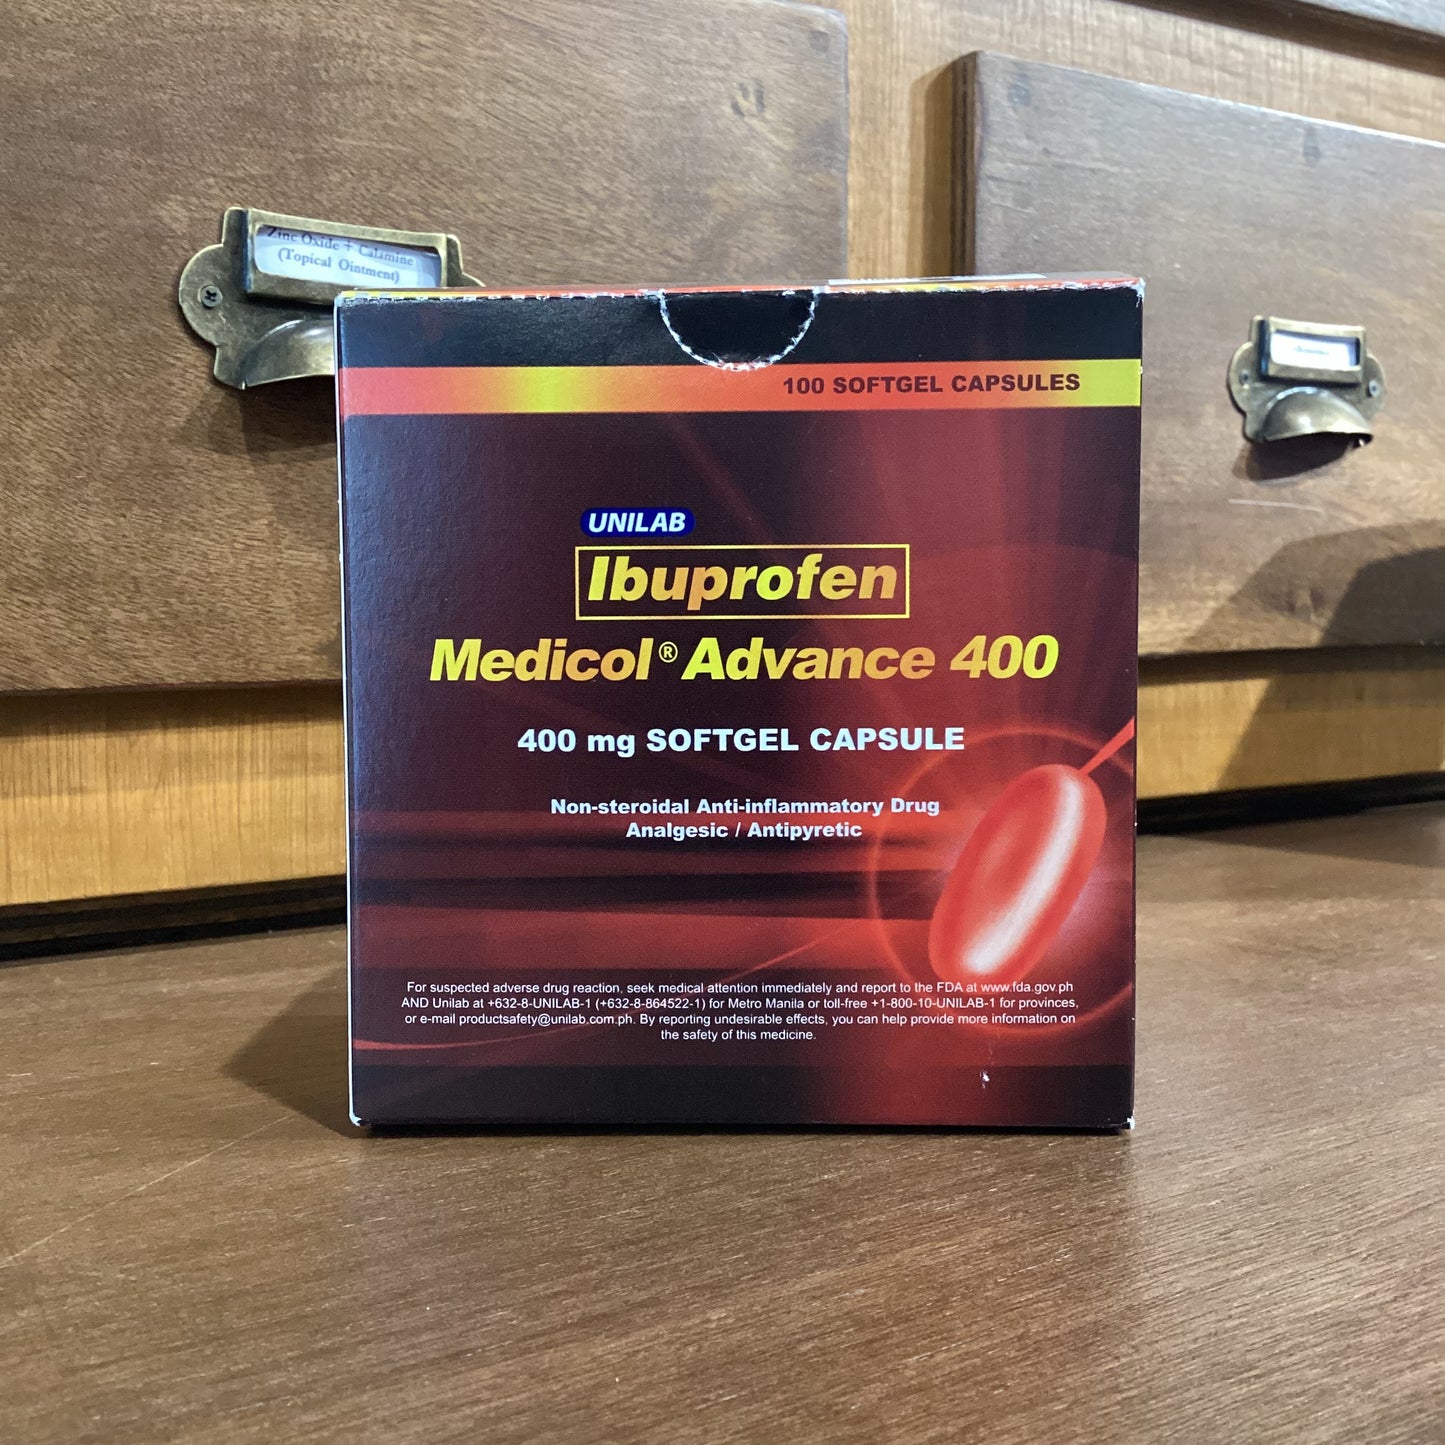 Zinc Oxide + Calamine
(Topical Ointment)
100 SOFTGEL CAPSULES
UNILAB
Ibuprofen
Medicol® Advance 400
400 mg SOFTGEL CAPSULE
Non-steroidal Anti-inflammatory Drug
Analgesic / Antipyretic
For suspected adverse drug reaction, seek medical attention immediately and report to the FDA at www.fda.gov.ph
AND Unilab at +632-8-UNILAB-1 (+632-8-864522-1) for Metro Manila or toll-free +1-800-10-UNILAB-1 for provinces,
or e-mail productsafety@unilab.com.ph. By reporting undesirable effects, you can help provide more information on
the safety of this medicine.